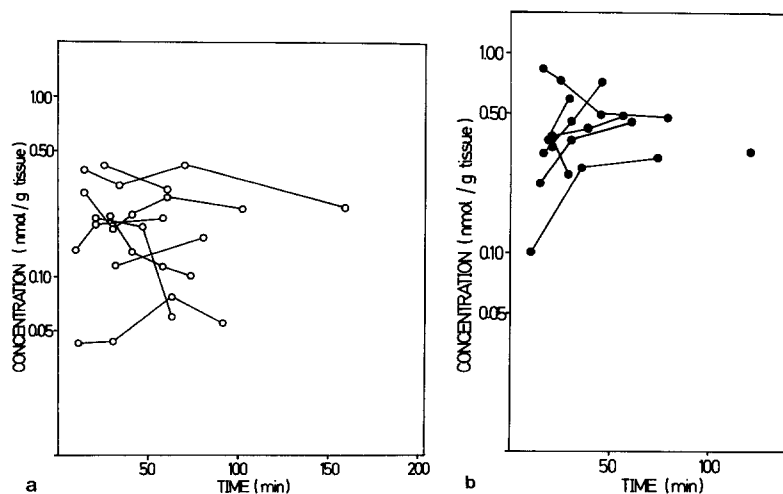 1.00
0.50
0.10
0.05
CONCENTRATION (nmol / g tissue)
50
100
150
200
TIME (min)
a
1.00
0.50
0.10
0.05
CONCENTRATION (nmol / g tissue)
50
100
TIME (min)
b